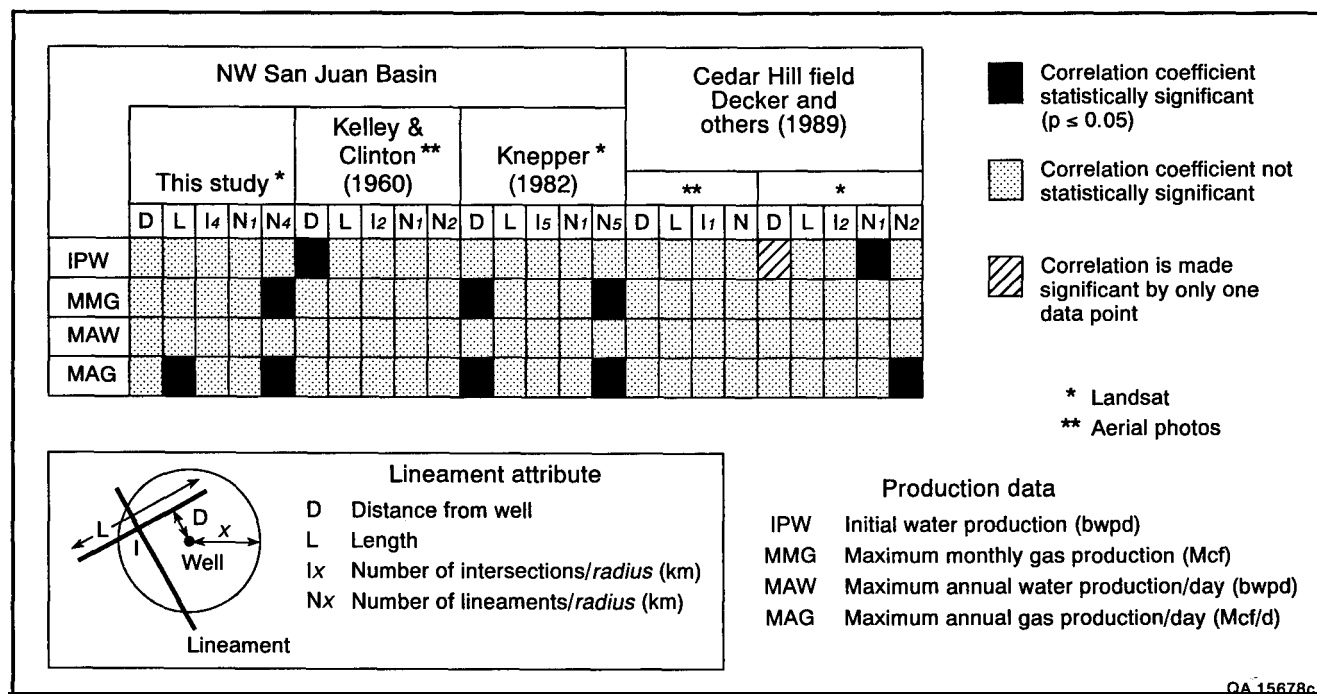 NW San Juan Basin
Cedar Hill field
Decker and
others (1989)
This study *
Kelley &
Clinton **
(1960)
Knepper *
(1982)
**
*
D L I4 N1 N4 D L I2 N1 N2 D L I5 N1 N5 D L I1 N D L I2 N1 N2
IPW
MMG
MAW
MAG
Correlation coefficient
statistically significant
(p ≤ 0.05)
Correlation coefficient not
statistically significant
Correlation is made
significant by only one
data point
* Landsat
** Aerial photos
L
I
D
x
Well
Lineament
Lineament attribute
D Distance from well
L Length
Ix Number of intersections/radius (km)
Nx Number of lineaments/radius (km)
Production data
IPW Initial water production (bwpd)
MMG Maximum monthly gas production (Mcf)
MAW Maximum annual water production/day (bwpd)
MAG Maximum annual gas production/day (Mcf/d)
QA 15678c